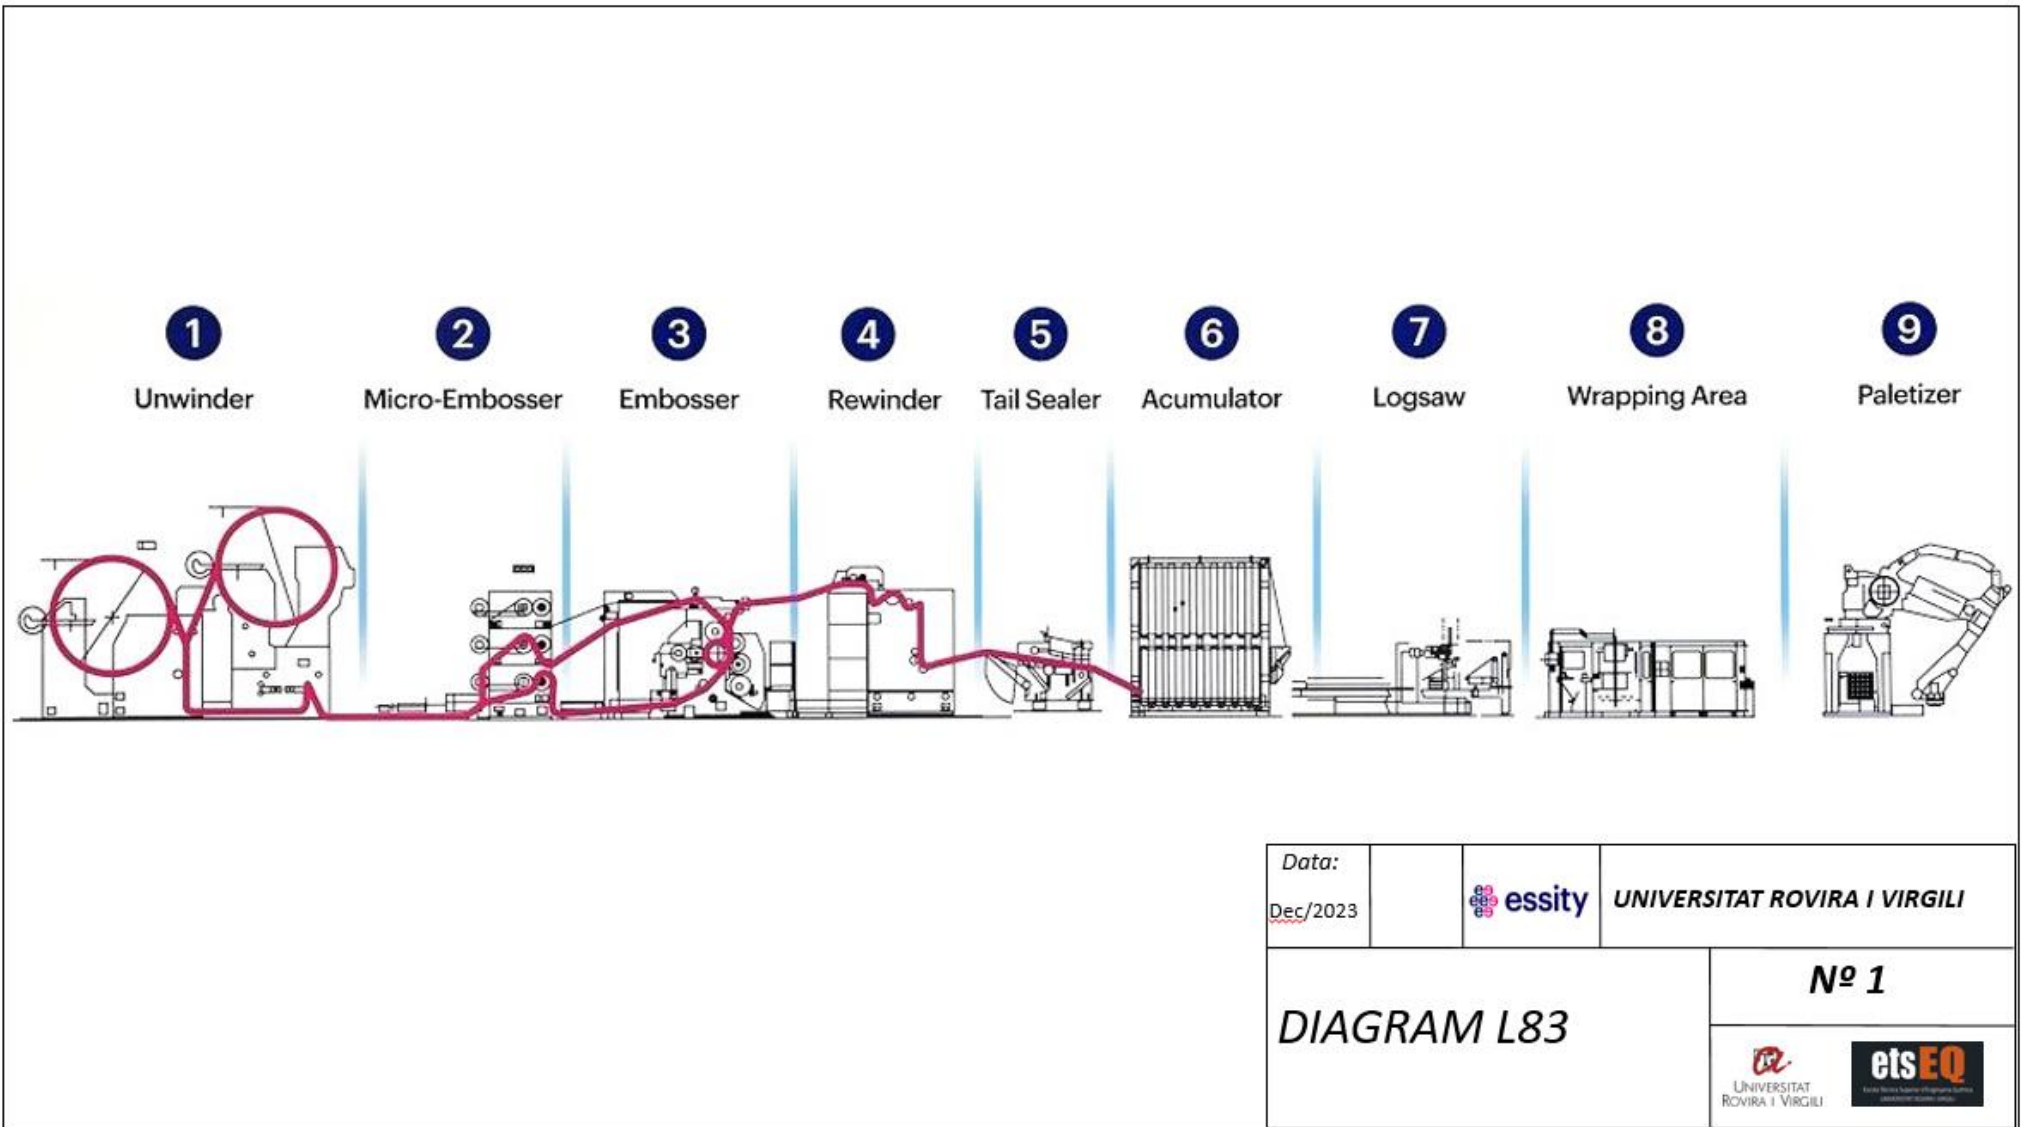 1
2
3
4
5
6
7
8
9
Unwinder
Micro-Embosser
Embosser
Rewinder
Tail Sealer
Acumulator
Logsaw
Wrapping Area
Paletizer
Data:
Dec/2023
essity
UNIVERSITAT ROVIRA I VIRGILI
DIAGRAM L83
Nº 1
UNIVERSITAT
ROVIRA I VIRGILI
etsEQ